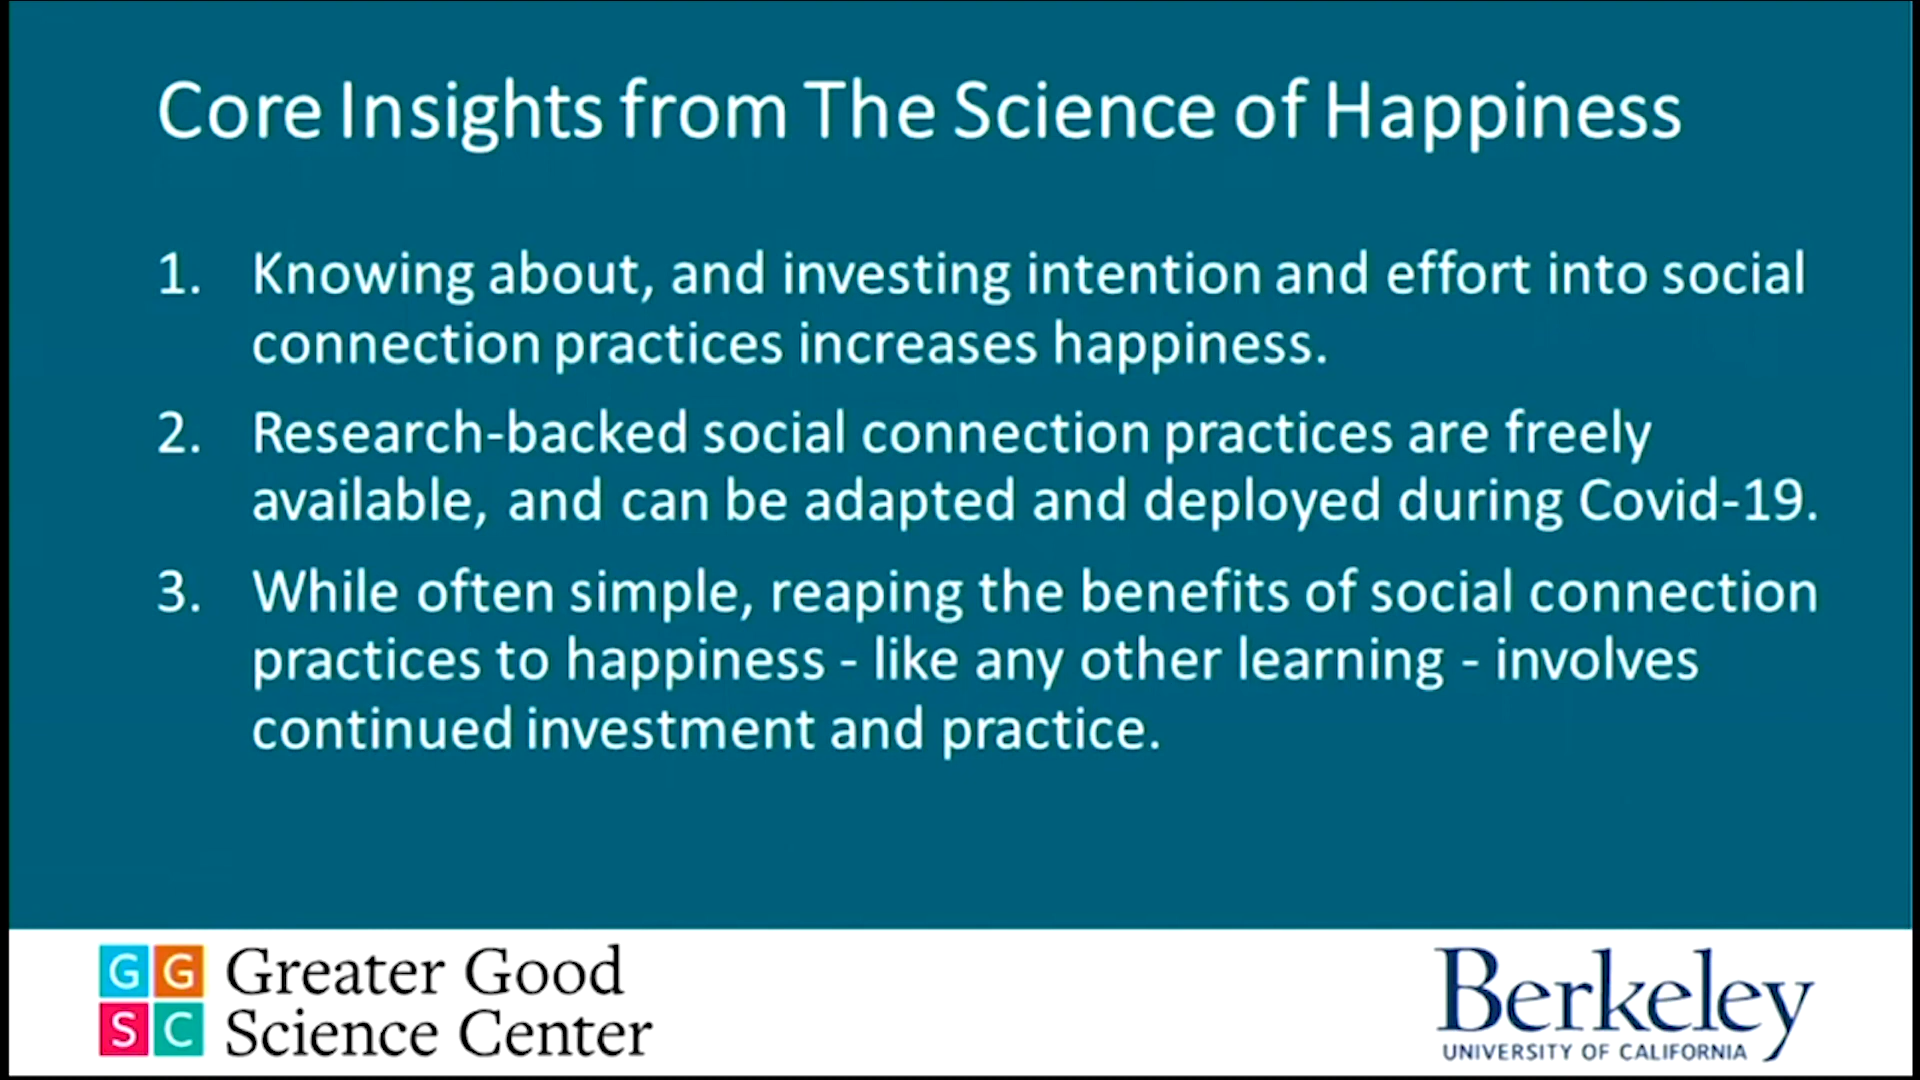 Core Insights from The Science of Happiness
1. Knowing about, and investing intention and effort into social
connection practices increases happiness.
2. Research-backed social connection practices are freely
available, and can be adapted and deployed during Covid-19.
3. While often simple, reaping the benefits of social connection
practices to happiness - like any other learning - involves
continued investment and practice.
GG
SC
Greater Good
Science Center
Berkeley
UNIVERSITY OF CALIFORNIA